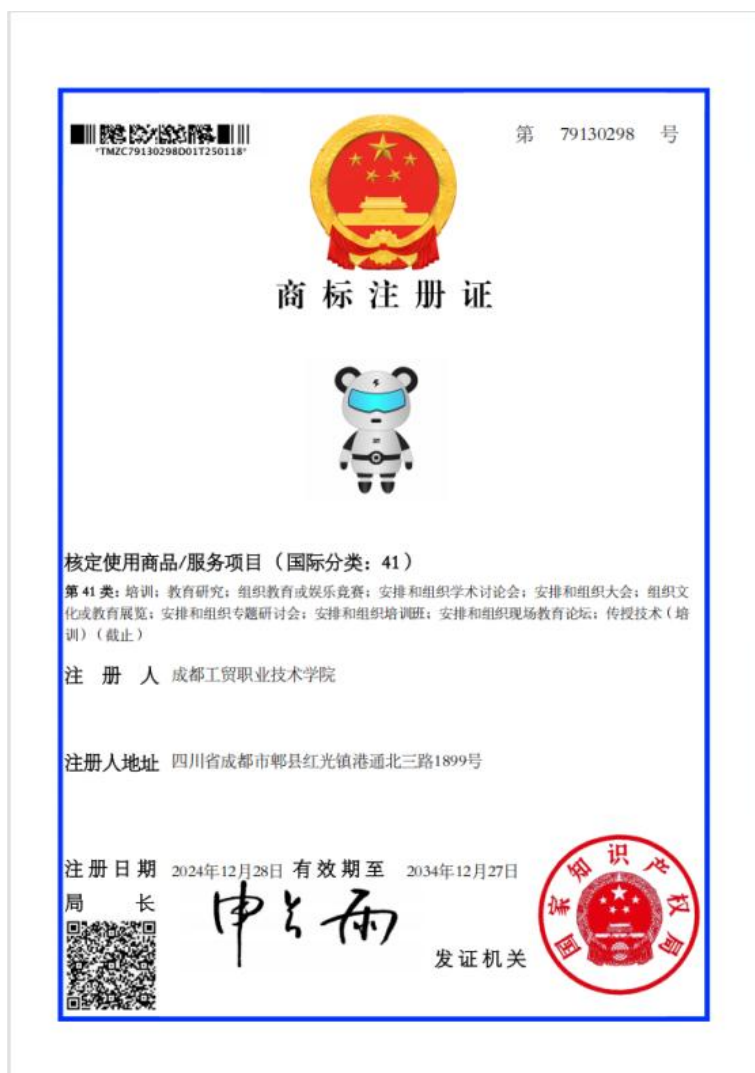 第 79130298 号
*TMZC79130298D01T250118*
商标注册证
核定使用商品/服务项目（国际分类：41）
第41类：培训；教育研究；组织教育或娱乐竞赛；安排和组织学术讨论会；安排和组织大会；组织文
化或教育展览；安排和组织专题研讨会；安排和组织培训班；安排和组织现场教育论坛；传授技术（培
训）（截止）
注册人 成都工贸职业技术学院
注册人地址 四川省成都市郫县红光镇港通北三路1899号
注册日期 2024年12月28日 有效期至 2034年12月27日
局长 申长雨
发证机关
国家知识产权局